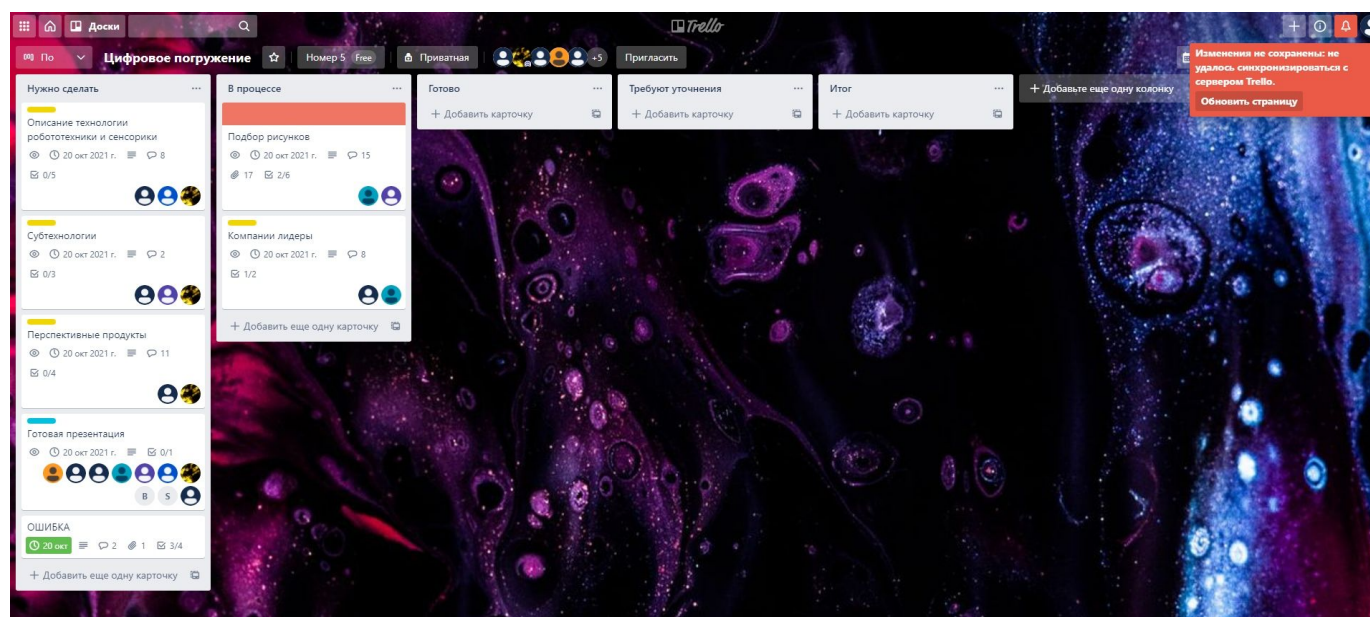 Доски
Trello
По
Цифровое погружение
Номер 5 Free
Приватная
+5
Пригласить
Изменения не сохранены: не
удалось синхронизироваться с
сервером Trello.
Обновить страницу
Нужно сделать
Описание технологии
робототехники и сенсорики
20 окт 2021 г. 8
0/5
Субтехнологии
20 окт 2021 г. 2
0/3
Перспективные продукты
20 окт 2021 г. 11
0/4
Готовая презентация
20 окт 2021 г. 0/1
B S
ОШИБКА
20 окт 2 1 3/4
+ Добавить еще одну карточку
В процессе
Подбор рисунков
20 окт 2021 г. 15
17 2/6
Компании лидеры
20 окт 2021 г. 8
1/2
+ Добавить еще одну карточку
Готово
+ Добавить карточку
Требуют уточнения
+ Добавить карточку
Итог
+ Добавить карточку
+ Добавьте еще одну колонку